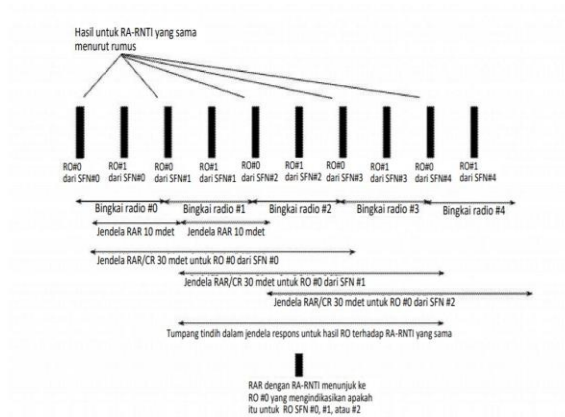 Hasil untuk RA-RNTI yang sama
menurut rumus
RO#0
dari SFN#0
RO#1
dari SFN#0
RO#0
dari SFN#1
RO#1
dari SFN#1
RO#0
dari SFN#2
RO#1
dari SFN#2
RO#0
dari SFN#3
RO#1
dari SFN#3
RO#0
dari SFN#4
RO#1
dari SFN#4
Bingkai radio #0
Bingkai radio #1
Bingkai radio #2
Bingkai radio #3
Bingkai radio #4
Jendela RAR 10 mdet
Jendela RAR 10 mdet
Jendela RAR/CR 30 mdet untuk RO #0 dari SFN #0
Jendela RAR/CR 30 mdet untuk RO #0 dari SFN #1
Jendela RAR/CR 30 mdet untuk RO #0 dari SFN #2
Tumpang tindih dalam jendela respons untuk hasil RO terhadap RA-RNTI yang sama
RAR dengan RA-RNTI menunjuk ke
RO #0 yang mengindikasikan apakah
itu untuk RO SFN #0, #1, atau #2